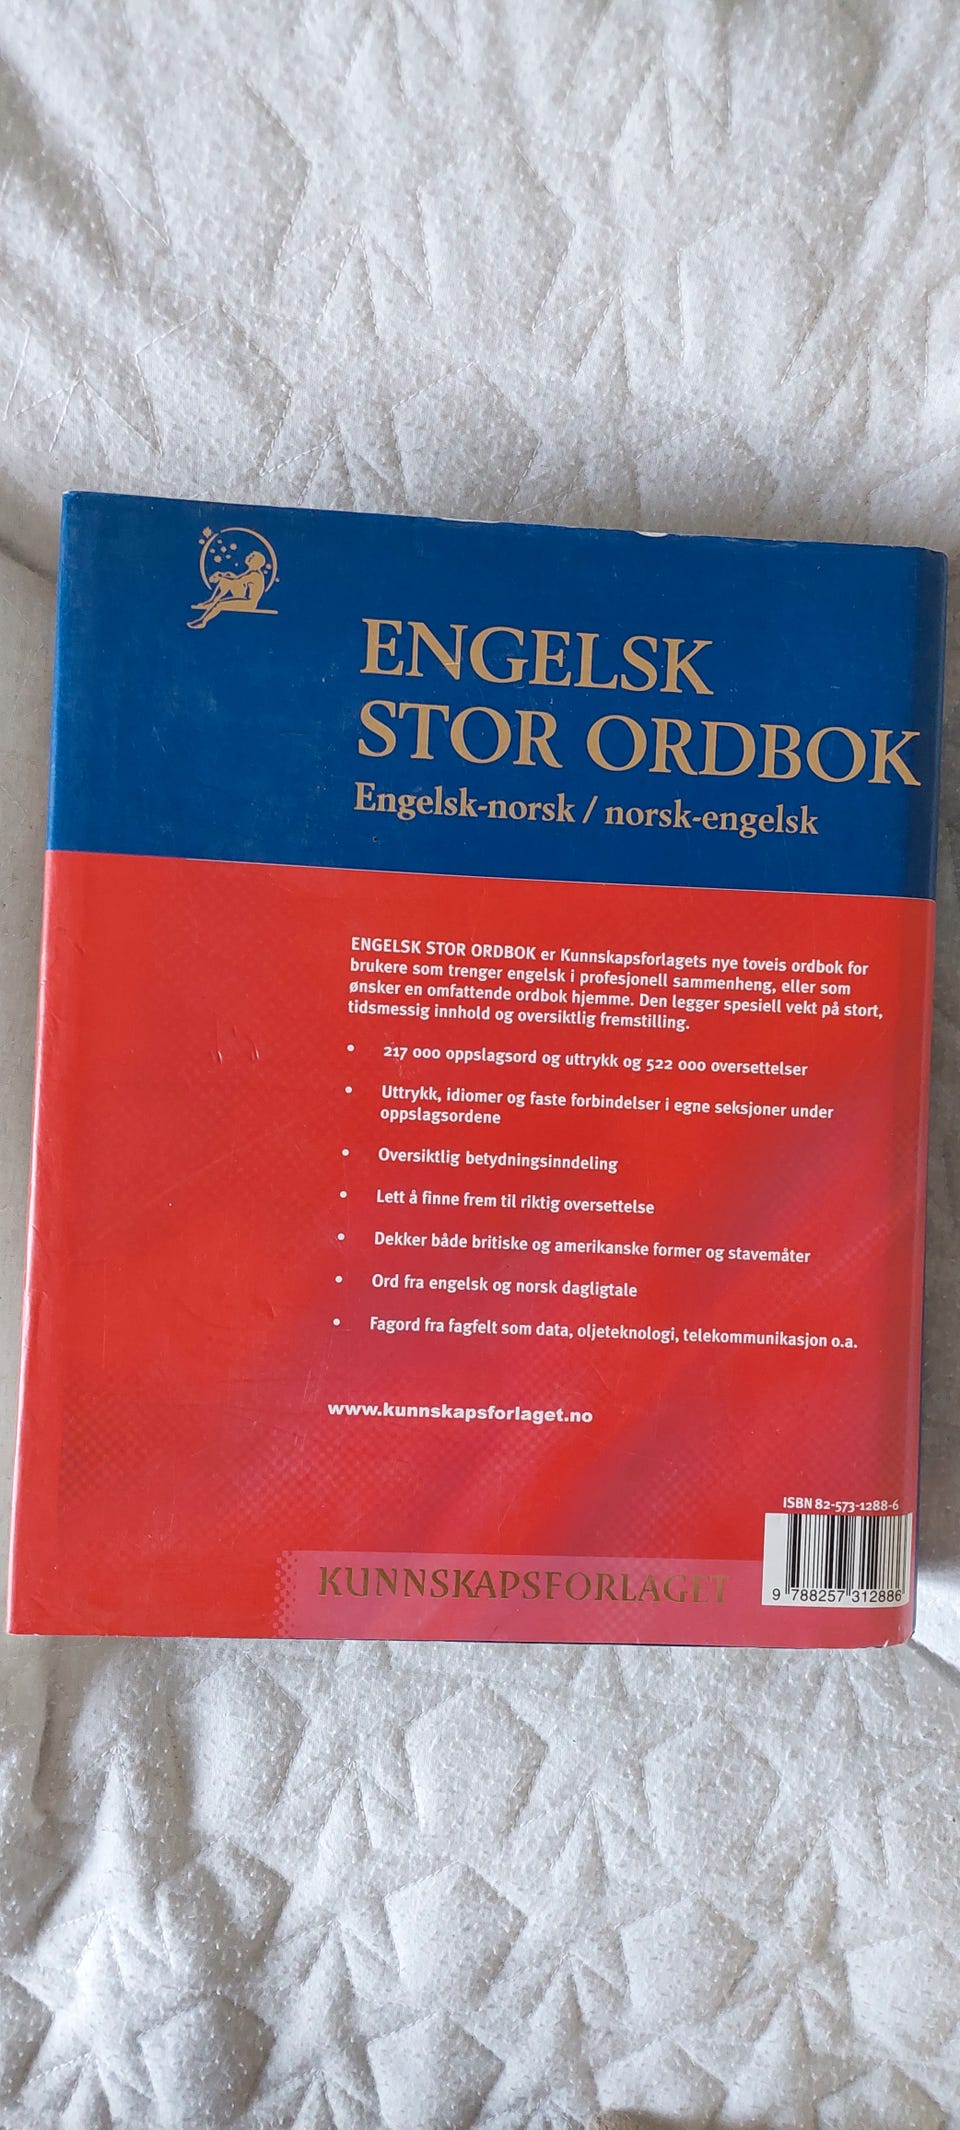 ENGELSK
STOR ORDBOK
Engelsk-norsk / norsk-engelsk
ENGELSK STOR ORDBOK er Kunnskapsforlagets nye toveis ordbok for
brukere som trenger engelsk i profesjonell sammenheng, eller som
ønsker en omfattende ordbok hjemme. Den legger spesiell vekt på stort,
tidsmessig innhold og oversiktlig fremstilling.
• 217 000 oppslagsord og uttrykk og 522 000 oversettelser
• Uttrykk, idiomer og faste forbindelser i egne seksjoner under
oppslagsordene
• Oversiktlig betydningsinndeling
• Lett å finne frem til riktig oversettelse
• Dekker både britiske og amerikanske former og stavemåter
• Ord fra engelsk og norsk dagligtale
• Fagord fra fagfelt som data, oljeteknologi, telekommunikasjon o.a.
www.kunnskapsforlaget.no
ISBN 82-573-1288-6
9 788257 312886
KUNNSKAPSFORLAGET